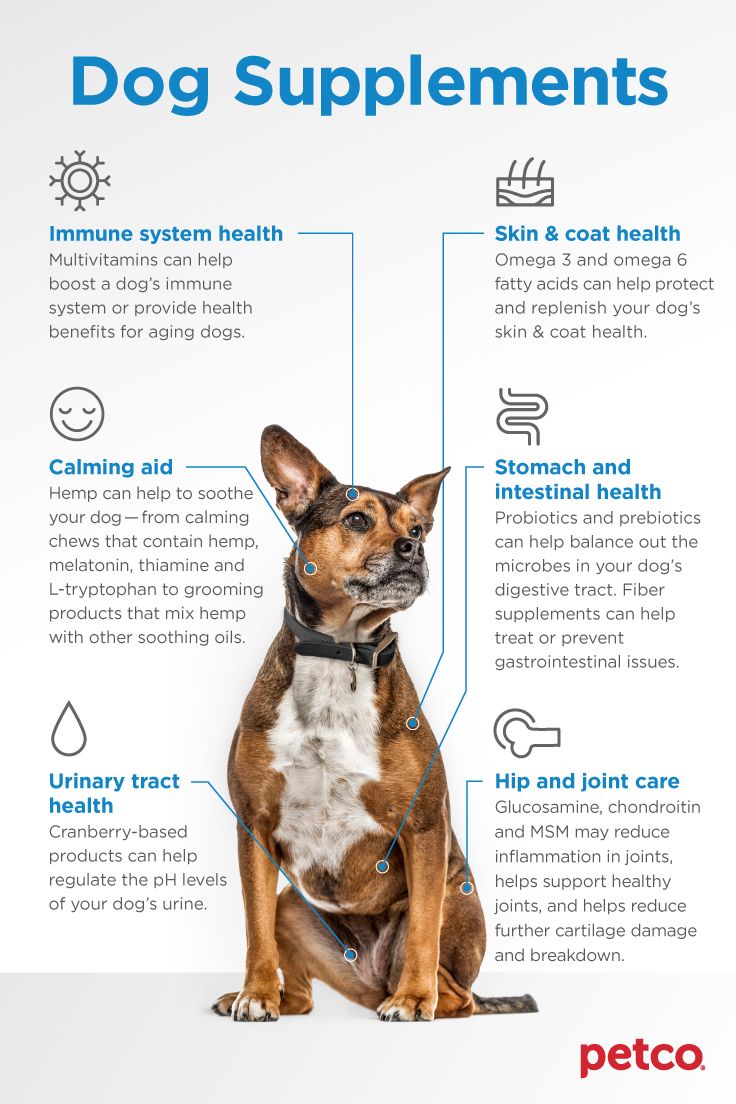 Dog Supplements
Immune system health
Multivitamins can help
boost a dog’s immune
system or provide health
benefits for aging dogs.
Skin & coat health
Omega 3 and omega 6
fatty acids can help protect
and replenish your dog’s
skin & coat health.
Calming aid
Hemp can help to soothe
your dog — from calming
chews that contain hemp,
melatonin, thiamine and
L-tryptophan to grooming
products that mix hemp
with other soothing oils.
Stomach and
intestinal health
Probiotics and prebiotics
can help balance out the
microbes in your dog’s
digestive tract. Fiber
supplements can help
treat or prevent
gastrointestinal issues.
Urinary tract
health
Cranberry-based
products can help
regulate the pH levels
of your dog’s urine.
Hip and joint care
Glucosamine, chondroitin
and MSM may reduce
inflammation in joints,
helps support healthy
joints, and helps reduce
further cartilage damage
and breakdown.
petco®